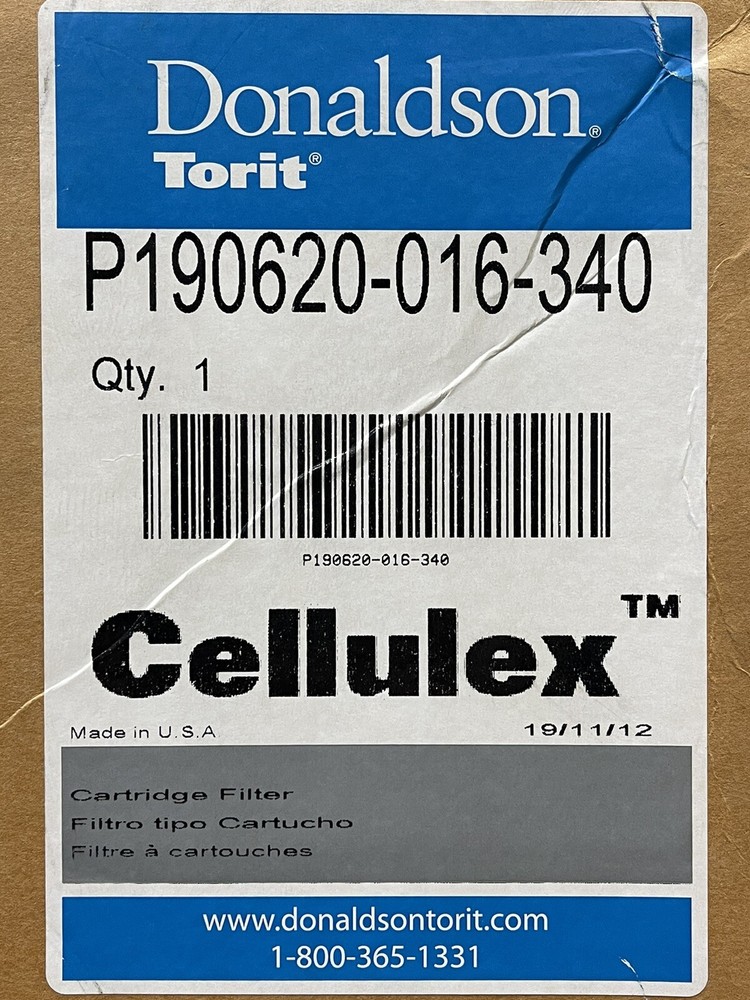 Donaldson®
Torit®
P190620-016-340
Qty. 1
P190620-016-340
Cellulex™
Made in U.S.A 19/11/12
Cartridge Filter
Filtro tipo Cartucho
Filtre à cartouches
www.donaldsontorit.com
1-800-365-1331